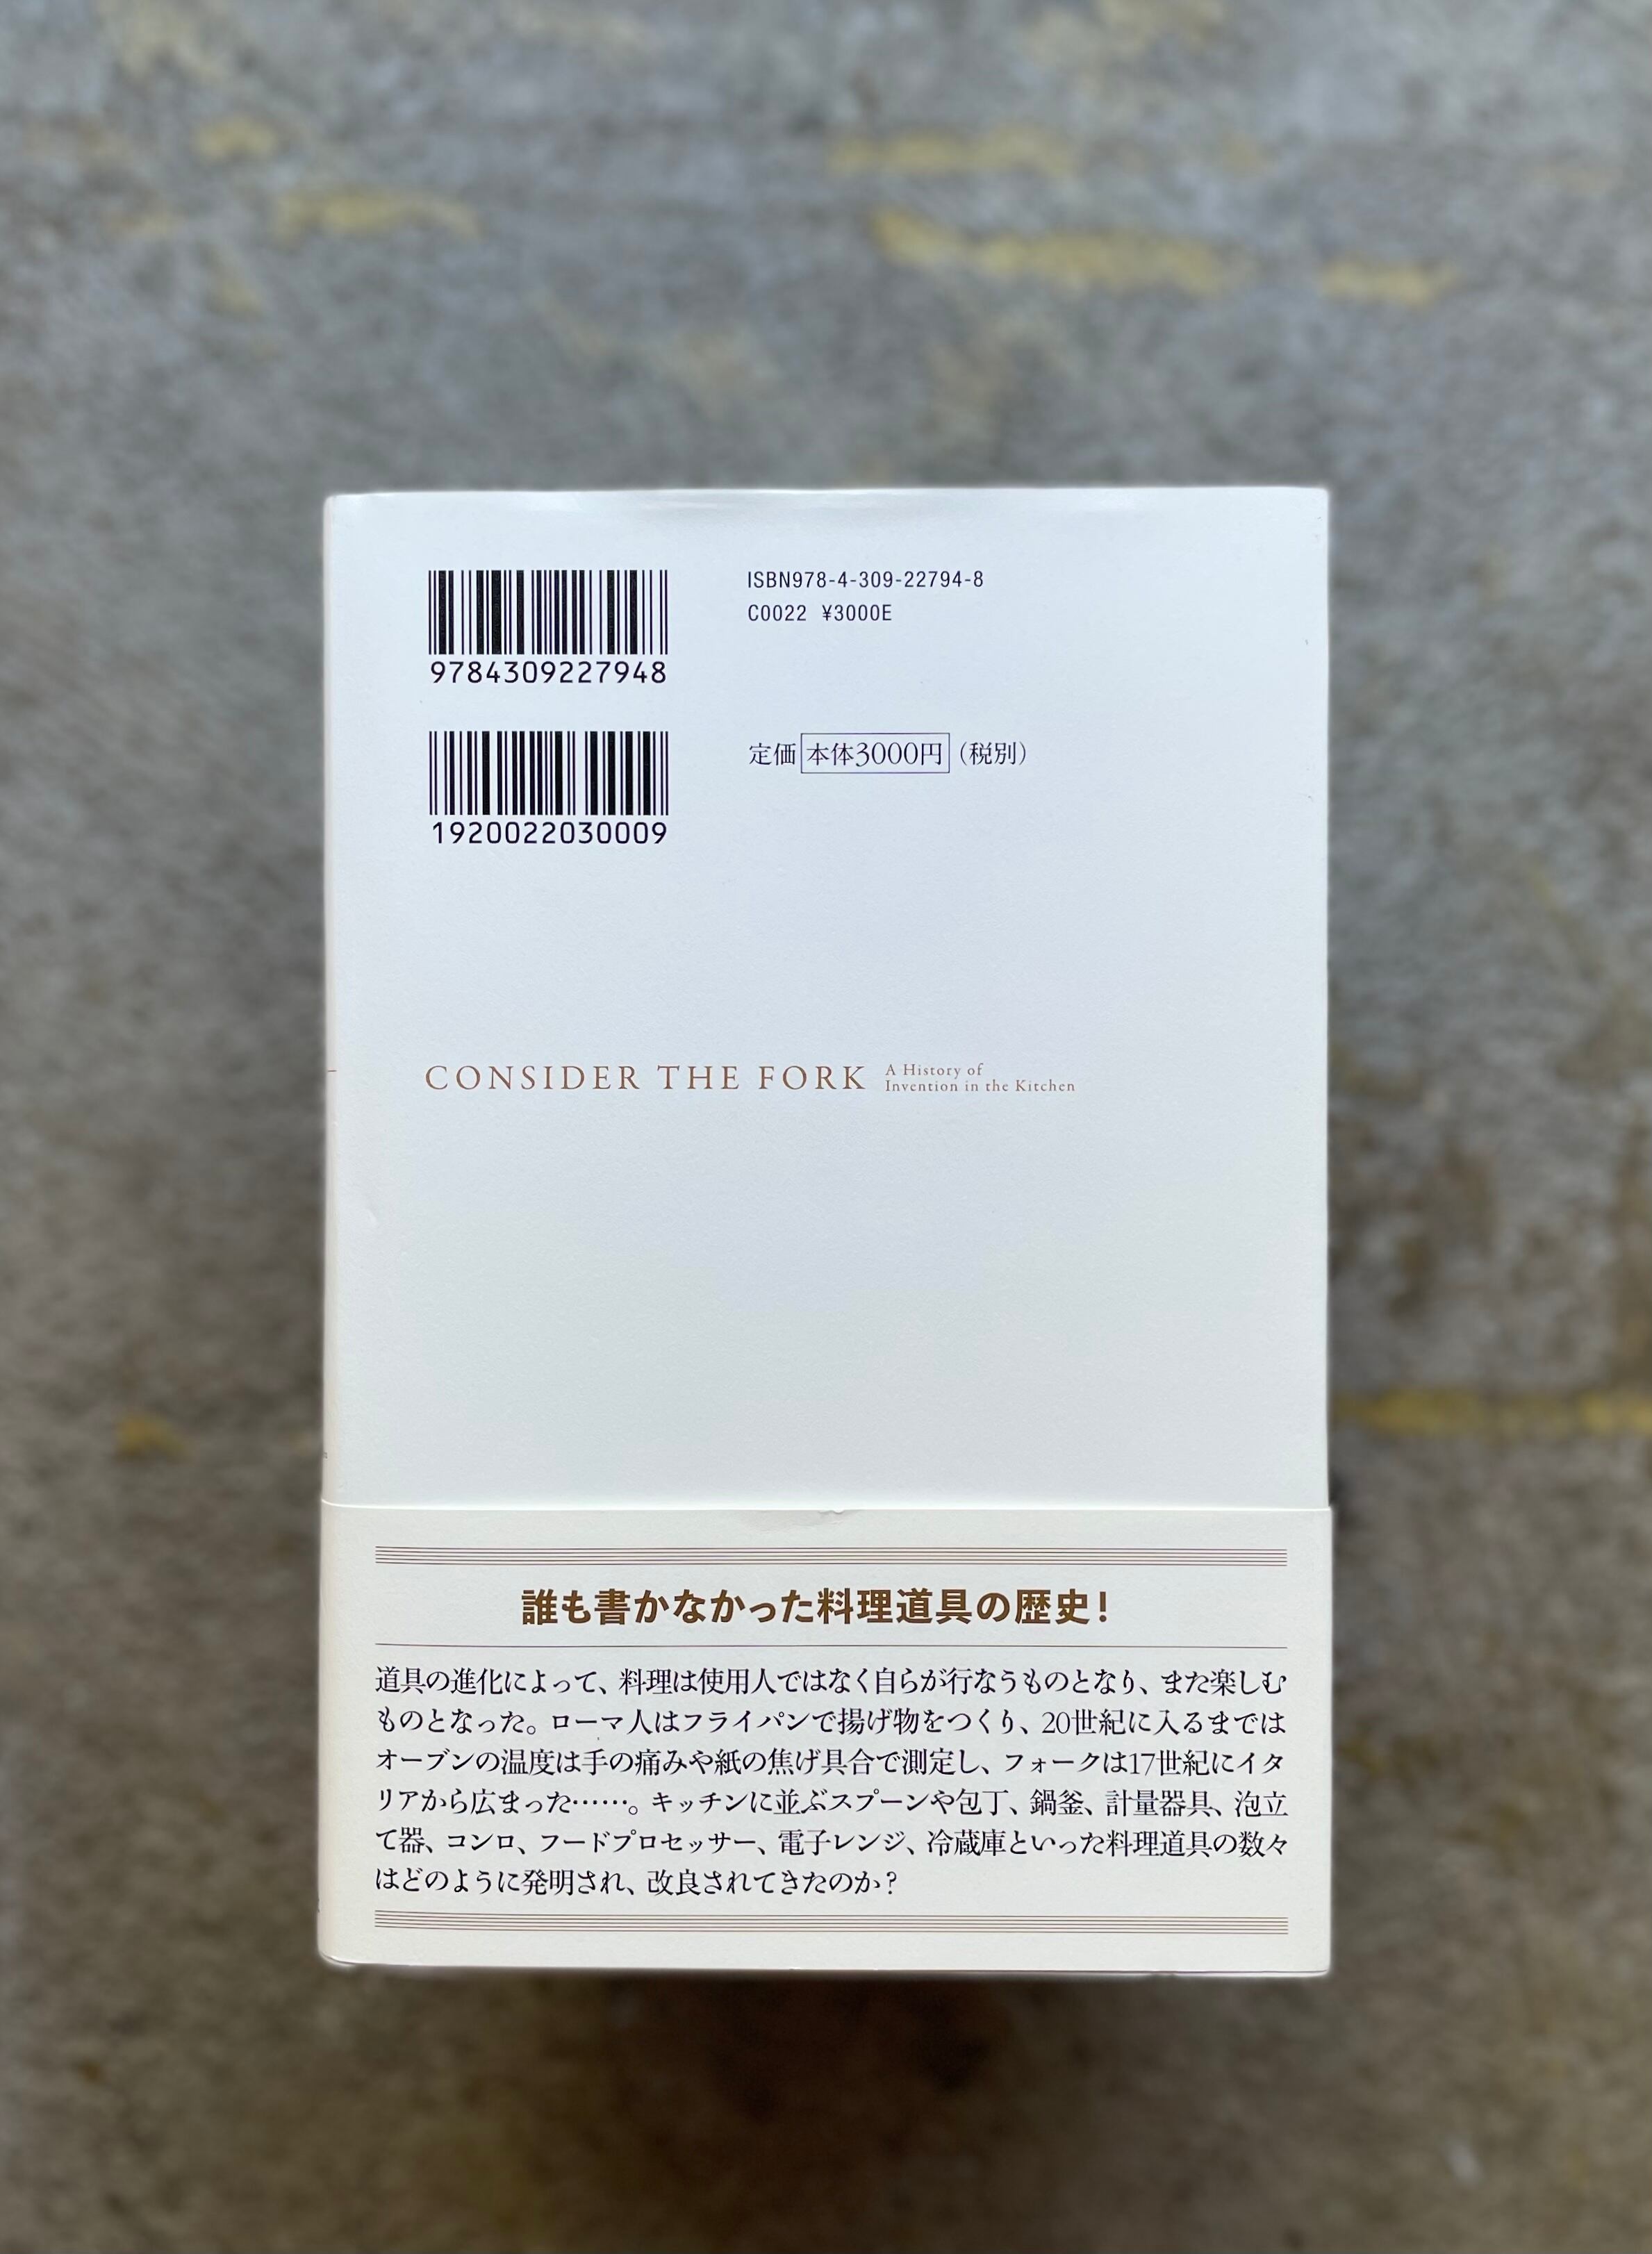 ISBN978-4-309-22794-8
C0022 ¥3000E
9784309227948
定価 本体3000円（税別）
1920022030009
CONSIDER THE FORK
A History of
Invention in the Kitchen
誰も書かなかった料理道具の歴史！
道具の進化によって、料理は使用人ではなく自らが行なうものとなり、また楽しむ
ものとなった。ローマ人はフライパンで揚げ物をつくり、20世紀に入るまでは
オーブンの温度は手の痛みや紙の焦げ具合で測定し、フォークは17世紀にイタ
リアから広まった……。キッチンに並ぶスプーンや包丁、鍋釜、計量器具、泡立
て器、コンロ、フードプロセッサー、電子レンジ、冷蔵庫といった料理道具の数々
はどのように発明され、改良されてきたのか？